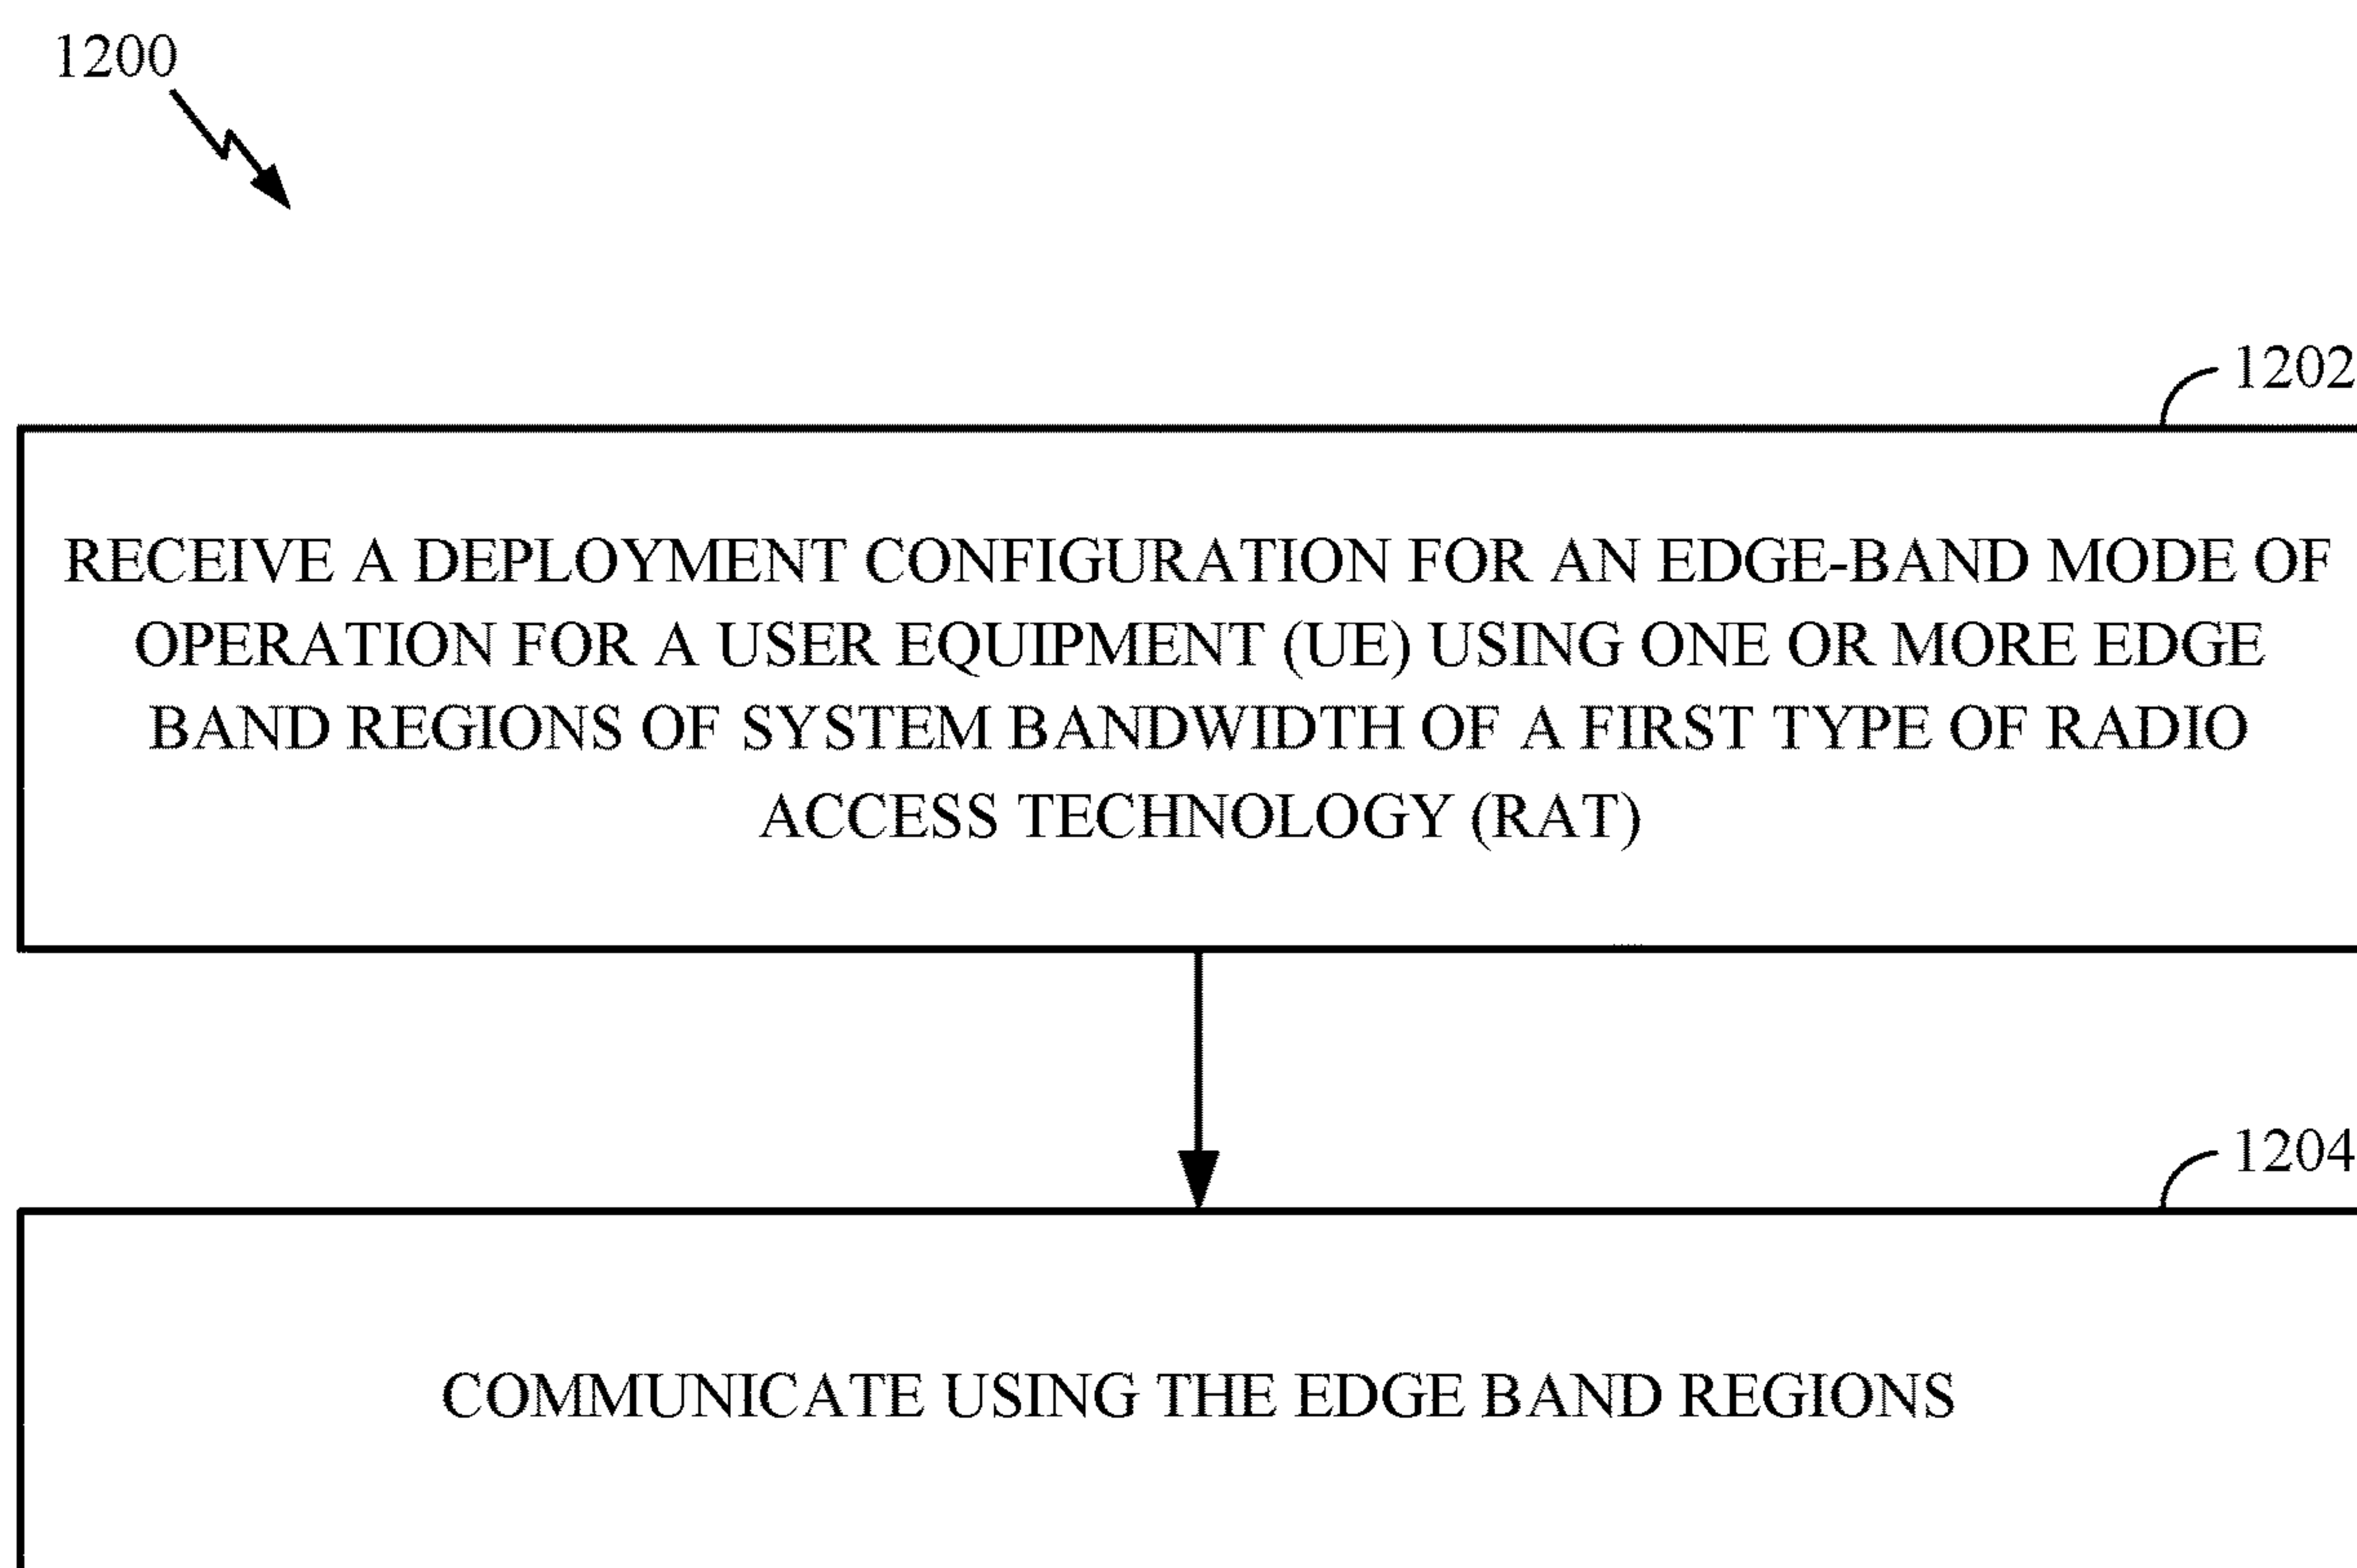 1200
1202
RECEIVE A DEPLOYMENT CONFIGURATION FOR AN EDGE-BAND MODE OF
OPERATION FOR A USER EQUIPMENT (UE) USING ONE OR MORE EDGE
BAND REGIONS OF SYSTEM BANDWIDTH OF A FIRST TYPE OF RADIO
ACCESS TECHNOLOGY (RAT)
1204
COMMUNICATE USING THE EDGE BAND REGIONS